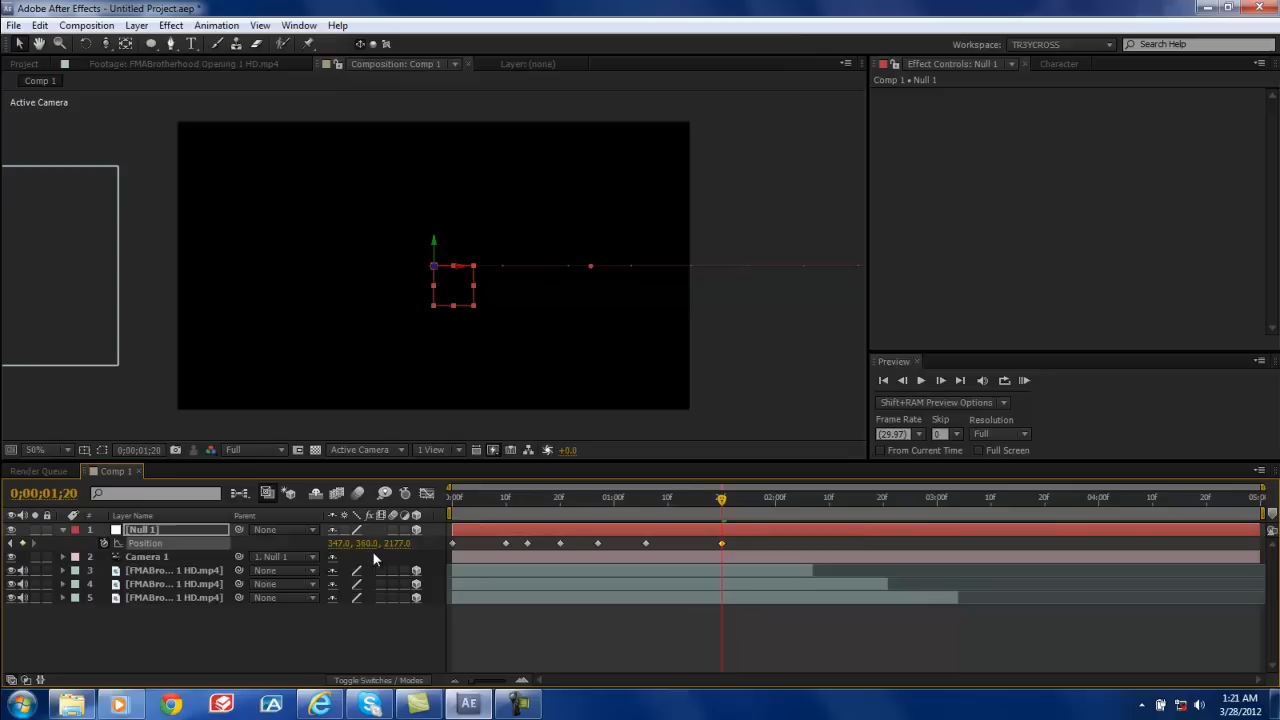 Adobe After Effects - Untitled Project.aep *
File Edit Composition Layer Effect Animation View Window Help
Workspace: TR3YCROSS Search Help
Project Footage: FMABrotherhood Opening 1 HD.mp4 Composition: Comp 1 Layer: (none) Effect Controls: Null 1 Character
Comp 1 Comp 1 • Null 1
Active Camera
Preview
Shift+RAM Preview Options
Frame Rate Skip Resolution
(29.97) 0 Full
From Current Time Full Screen
50% 0;00;01;20 Full Active Camera 1 View +0.0
Render Queue Comp 1
0;00;01;20 0:00f 10f 20f 01:00f 10f 02:00f 10f 20f 03:00f 10f 20f 04:00f 10f 20f 05:00
# Layer Name Parent
1 [Null 1] None
Position 347.0, 360.0, 2177.0
2 Camera 1 1. Null 1
3 [FMABro... 1 HD.mp4] None
4 [FMABro... 1 HD.mp4] None
5 [FMABro... 1 HD.mp4] None
Toggle Switches / Modes
1:21 AM
3/28/2012